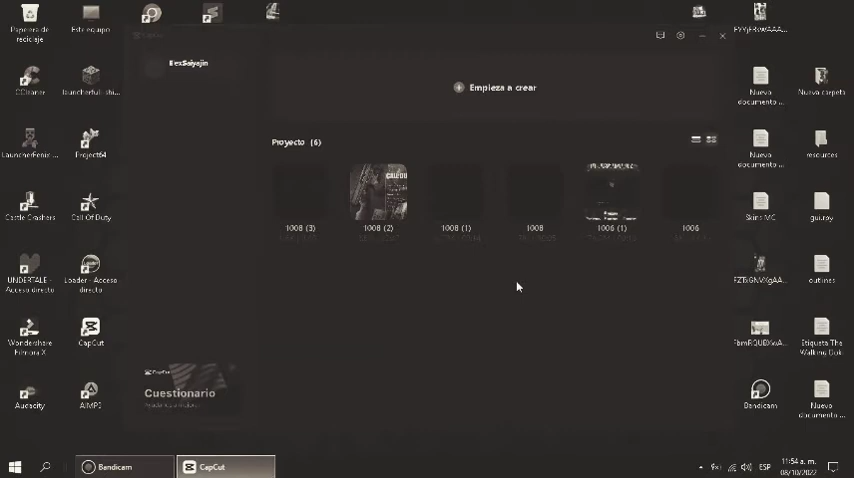 Papelera de
reciclaje
Este equipo
CCleaner
Project64
Castle Crashers
Call Of Duty
UNDERTALE -
Acceso directo
Loader - Acceso
directo
Wondershare
Filmora X
CapCut
Audacity
AIMP
Empieza a crear
Proyecto (6)
1008 (3)
1008 (2)
1008 (1)
1008
1006 (1)
1006
CapCut
Cuestionario
Nuevo
documento ...
Nueva carpeta
Nuevo
documento ...
resources
Skins MC
outlines
Etiqueta The
Walking Doki
Bandicam
Nuevo
documento ...
Bandicam
CapCut
ESP
11:54 a. m.
08/10/2022